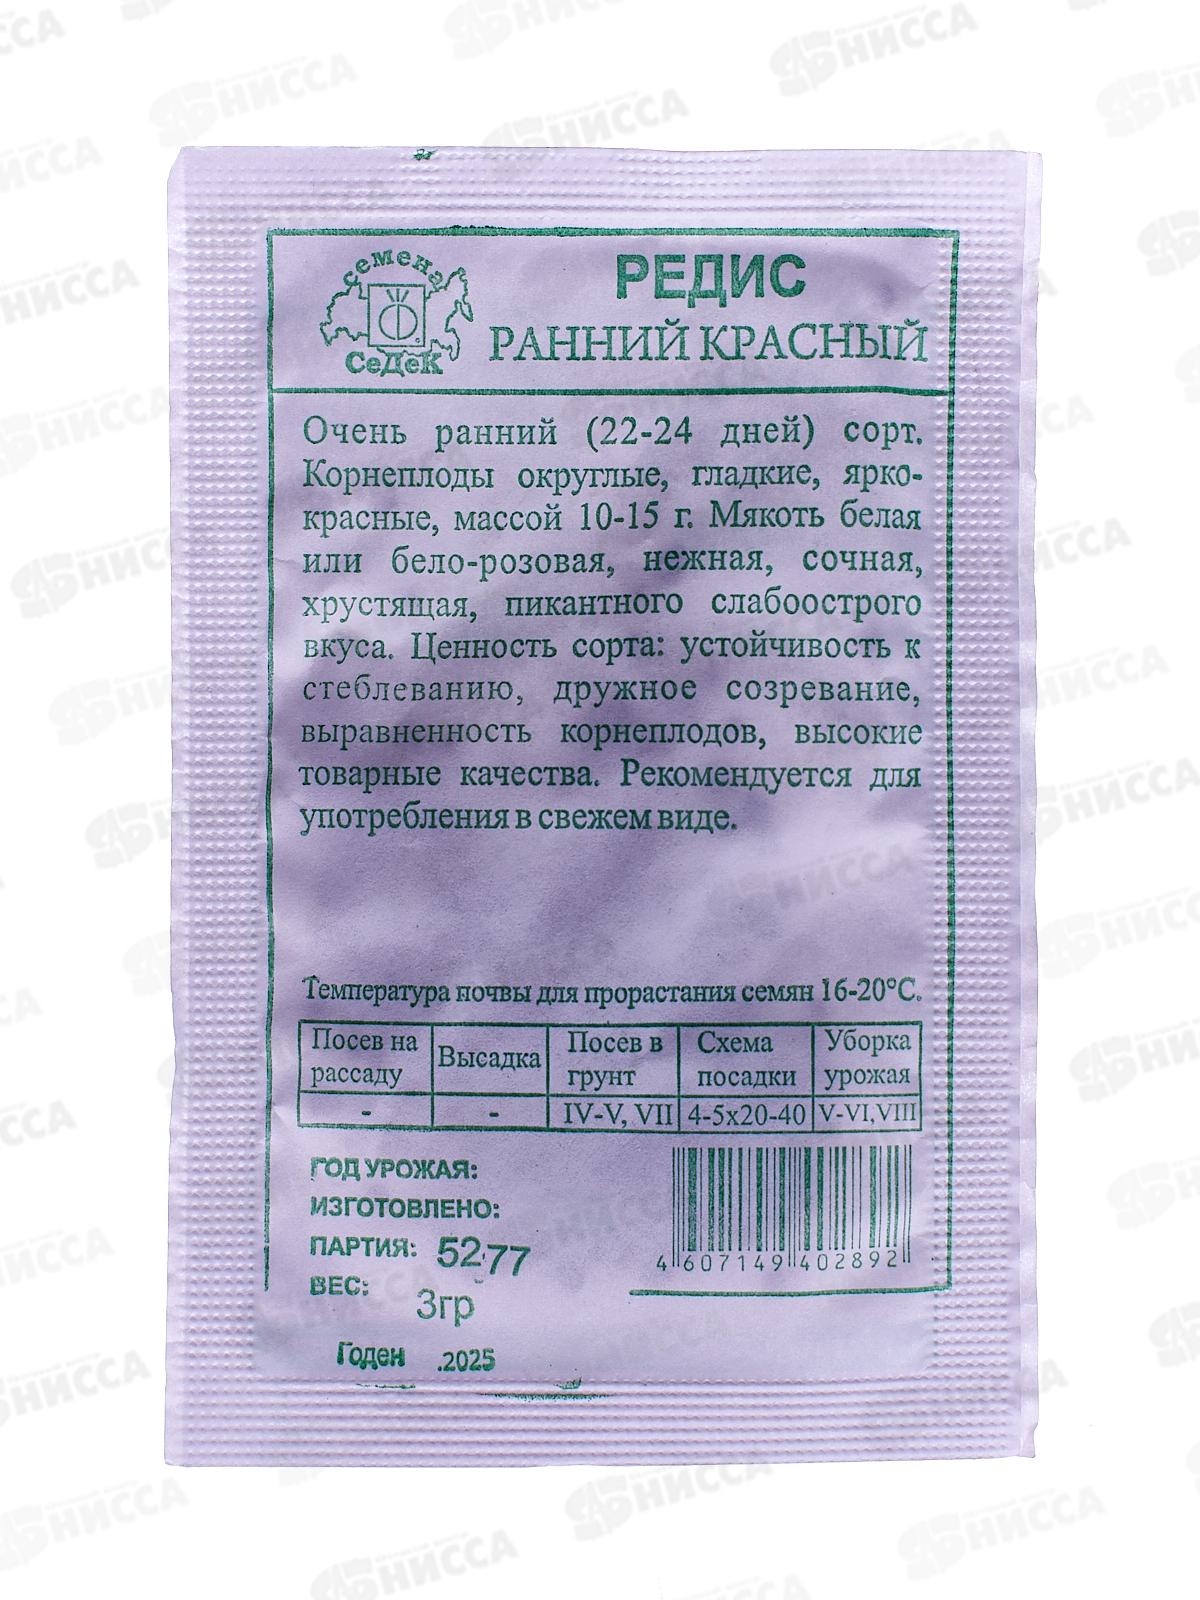 семена
СеДеК
РЕДИС
РАННИЙ КРАСНЫЙ
Очень ранний (22-24 дней) сорт.
Корнеплоды округлые, гладкие, ярко-
красные, массой 10-15 г. Мякоть белая
или бело-розовая, нежная, сочная,
хрустящая, пикантного слабоострого
вкуса. Ценность сорта: устойчивость к
стеблеванию, дружное созревание,
выравненность корнеплодов, высокие
товарные качества. Рекомендуется для
употребления в свежем виде.
Температура почвы для прорастания семян 16-20°С.
Посев на рассаду
Высадка
Посев в грунт
Схема посадки
Уборка урожая
- - IV-V, VII 4-5x20-40 V-VI,VIII
ГОД УРОЖАЯ:
ИЗГОТОВЛЕНО:
ПАРТИЯ: 5277
ВЕС: 3гр
Годен .2025
4 607149 402892
НИССА